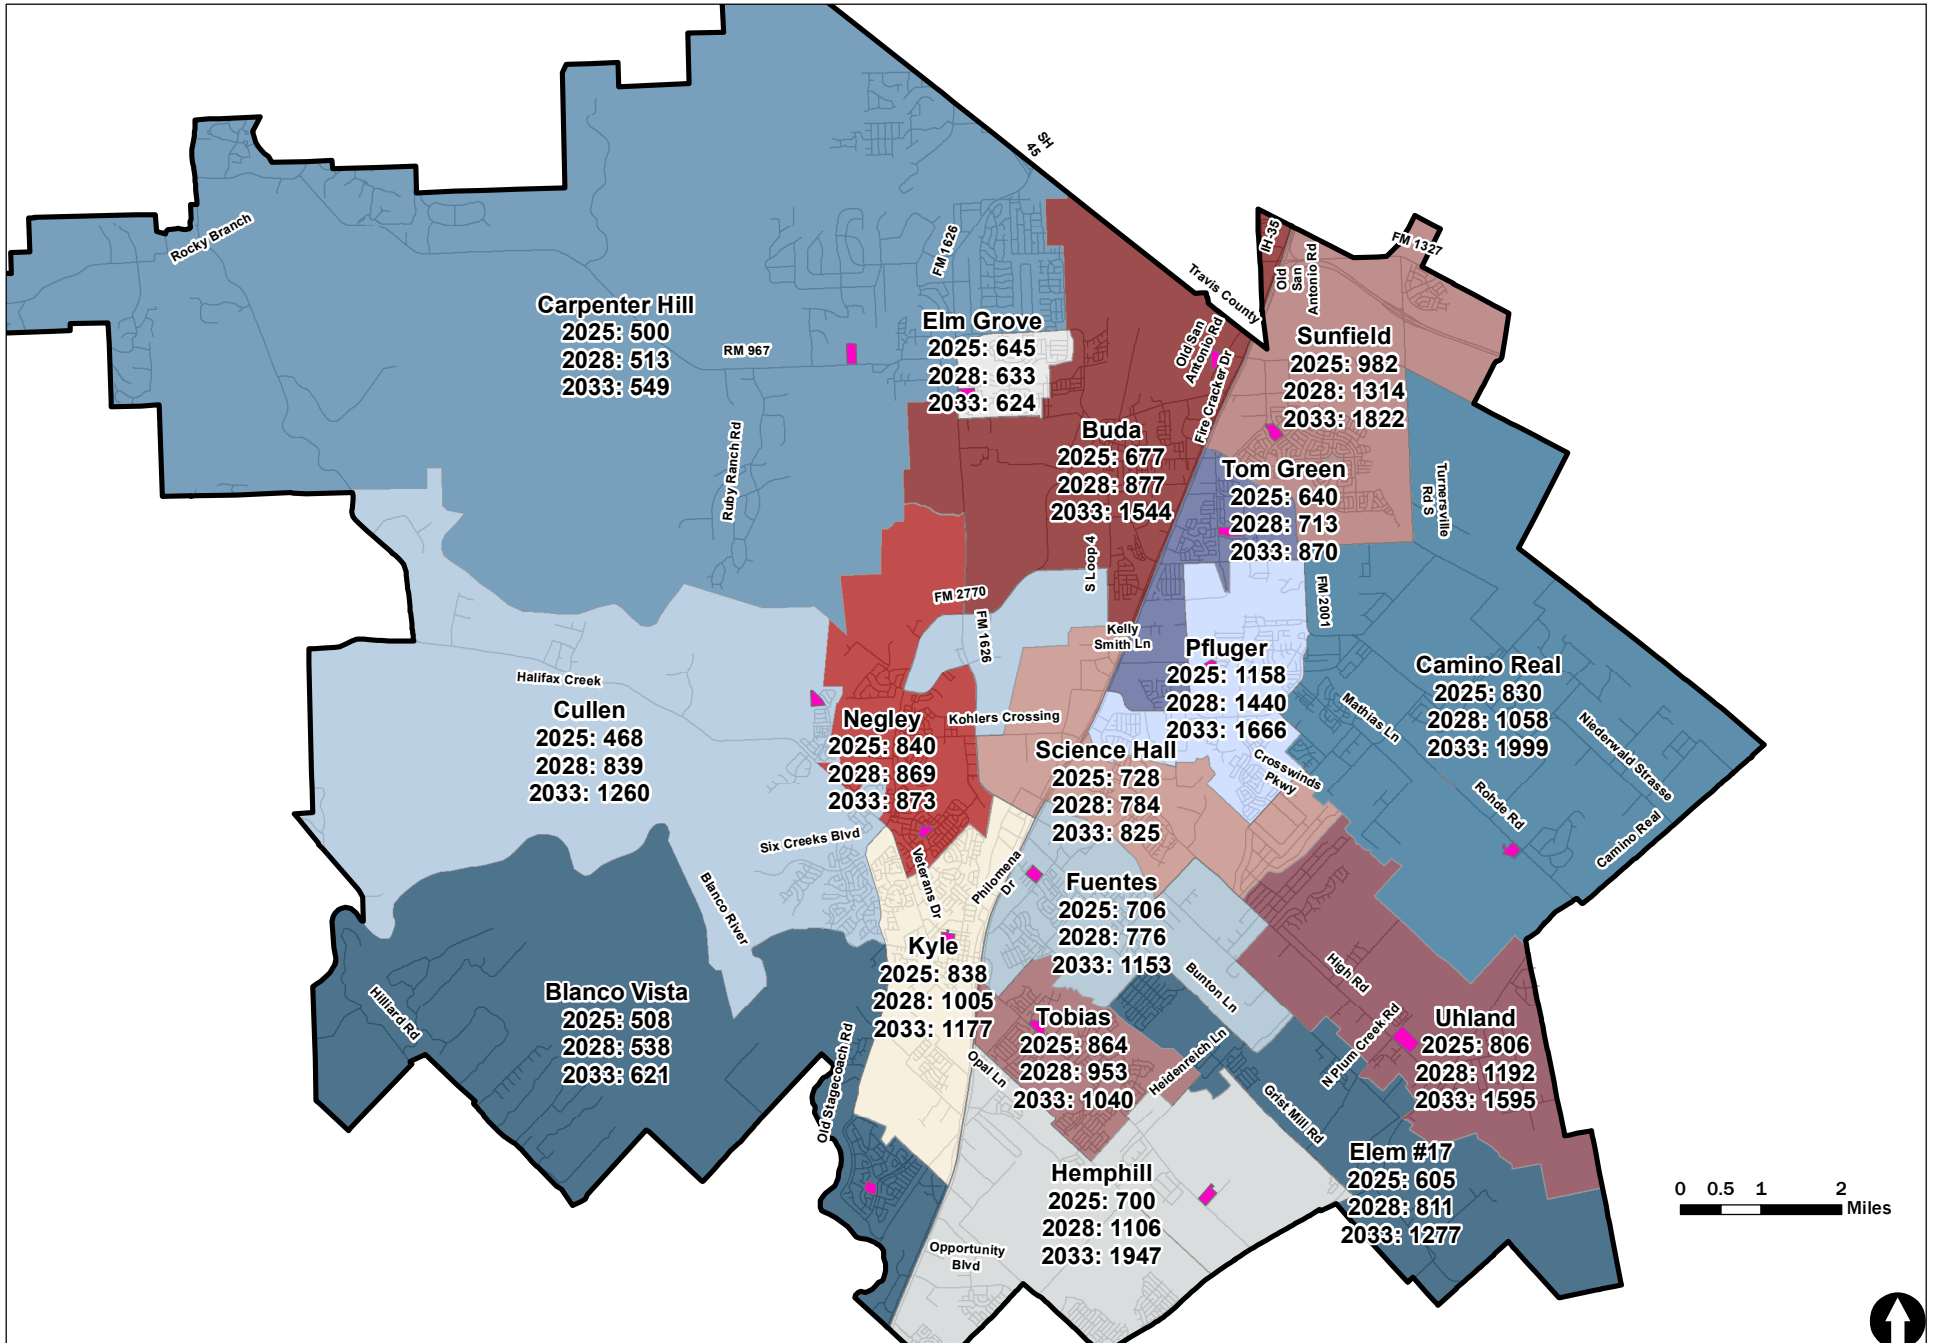 SH
45
Rocky Branch
FM 1626
IH-35
Old
San
Antonio Rd
FM 1327
Travis County
Carpenter Hill
2025: 500
2028: 513
2033: 549
RM 967
Elm Grove
2025: 645
2028: 633
2033: 624
Old San
Antonio Rd
Fire Cracker Dr
Sunfield
2025: 982
2028: 1314
2033: 1822
Ruby Ranch Rd
Buda
2025: 677
2028: 877
2033: 1544
Tom Green
2025: 640
2028: 713
2033: 870
Turnersville
Rd S
S Loop 4
FM 2770
FM 1626
FM 2001
Kelly
Smith Ln
Pfluger
2025: 1158
2028: 1440
2033: 1666
Camino Real
2025: 830
2028: 1058
2033: 1999
Halifax Creek
Cullen
2025: 468
2028: 839
2033: 1260
Negley
2025: 840
2028: 869
2033: 873
Kohlers Crossing
Mathias Ln
Niederwald Strasse
Science Hall
2025: 728
2028: 784
2033: 825
Crosswinds
Pkwy
Rohde Rd
Camino Real
Six Creeks Blvd
Blanco River
Veterans Dr
Philomena
Dr
Fuentes
2025: 706
2028: 776
2033: 1153
Kyle
2025: 838
2028: 1005
2033: 1177
Bunton Ln
High Rd
Hilliard Rd
Blanco Vista
2025: 508
2028: 538
2033: 621
Old Stagecoach Rd
Opal Ln
Tobias
2025: 864
2028: 953
2033: 1040
Heidenreich Ln
N Plum Creek Rd
Uhland
2025: 806
2028: 1192
2033: 1595
Grist Mill Rd
Hemphill
2025: 700
2028: 1106
2033: 1947
Elem #17
2025: 605
2028: 811
2033: 1277
Opportunity
Blvd
0 0.5 1 2
Miles